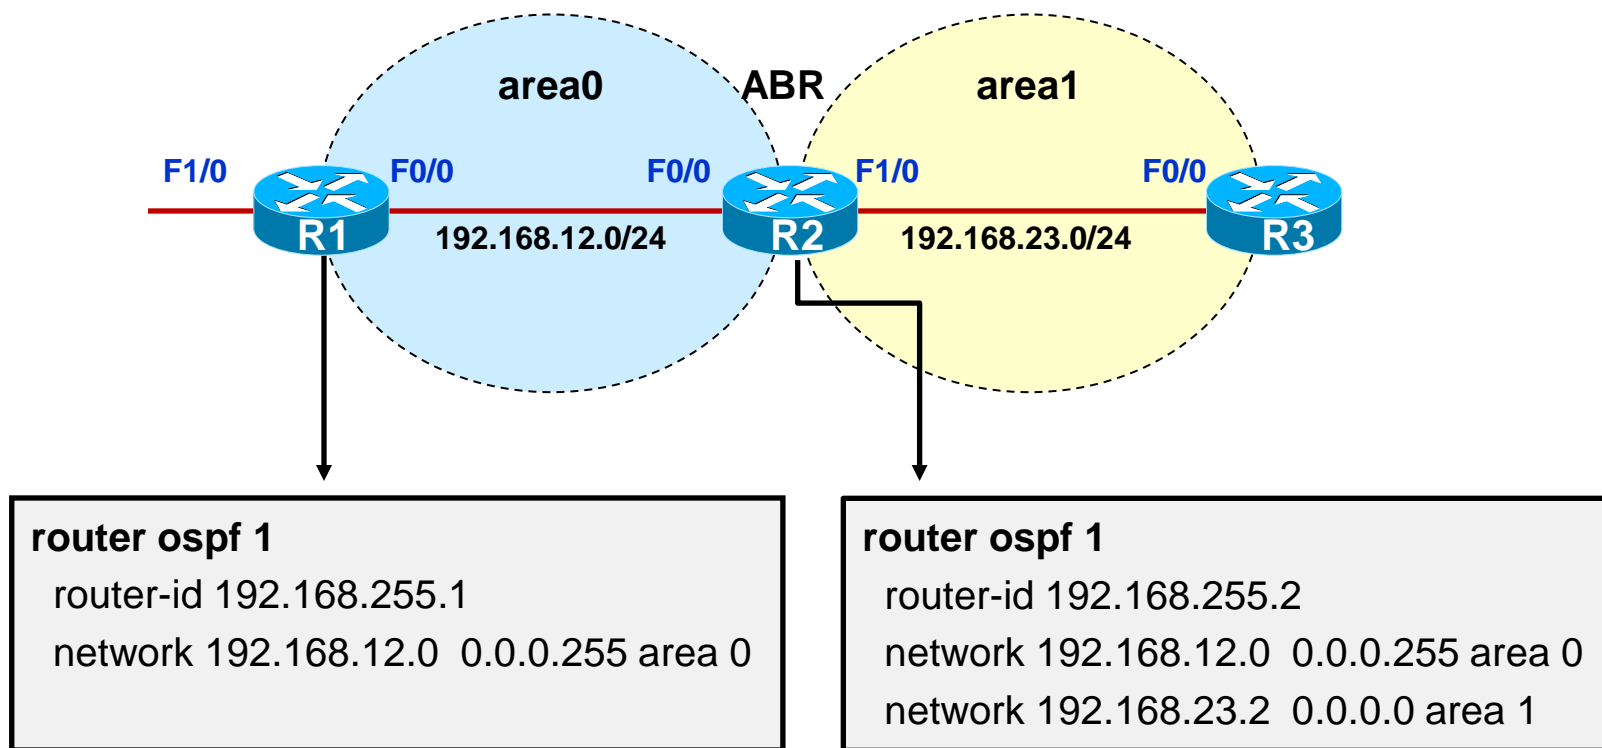 area0
ABR
area1
F1/0
F0/0
F0/0
F1/0
F0/0
R1
192.168.12.0/24
R2
192.168.23.0/24
R3
router ospf 1
router-id 192.168.255.1
network 192.168.12.0  0.0.0.255 area 0
router ospf 1
router-id 192.168.255.2
network 192.168.12.0  0.0.0.255 area 0
network 192.168.23.2  0.0.0.0 area 1